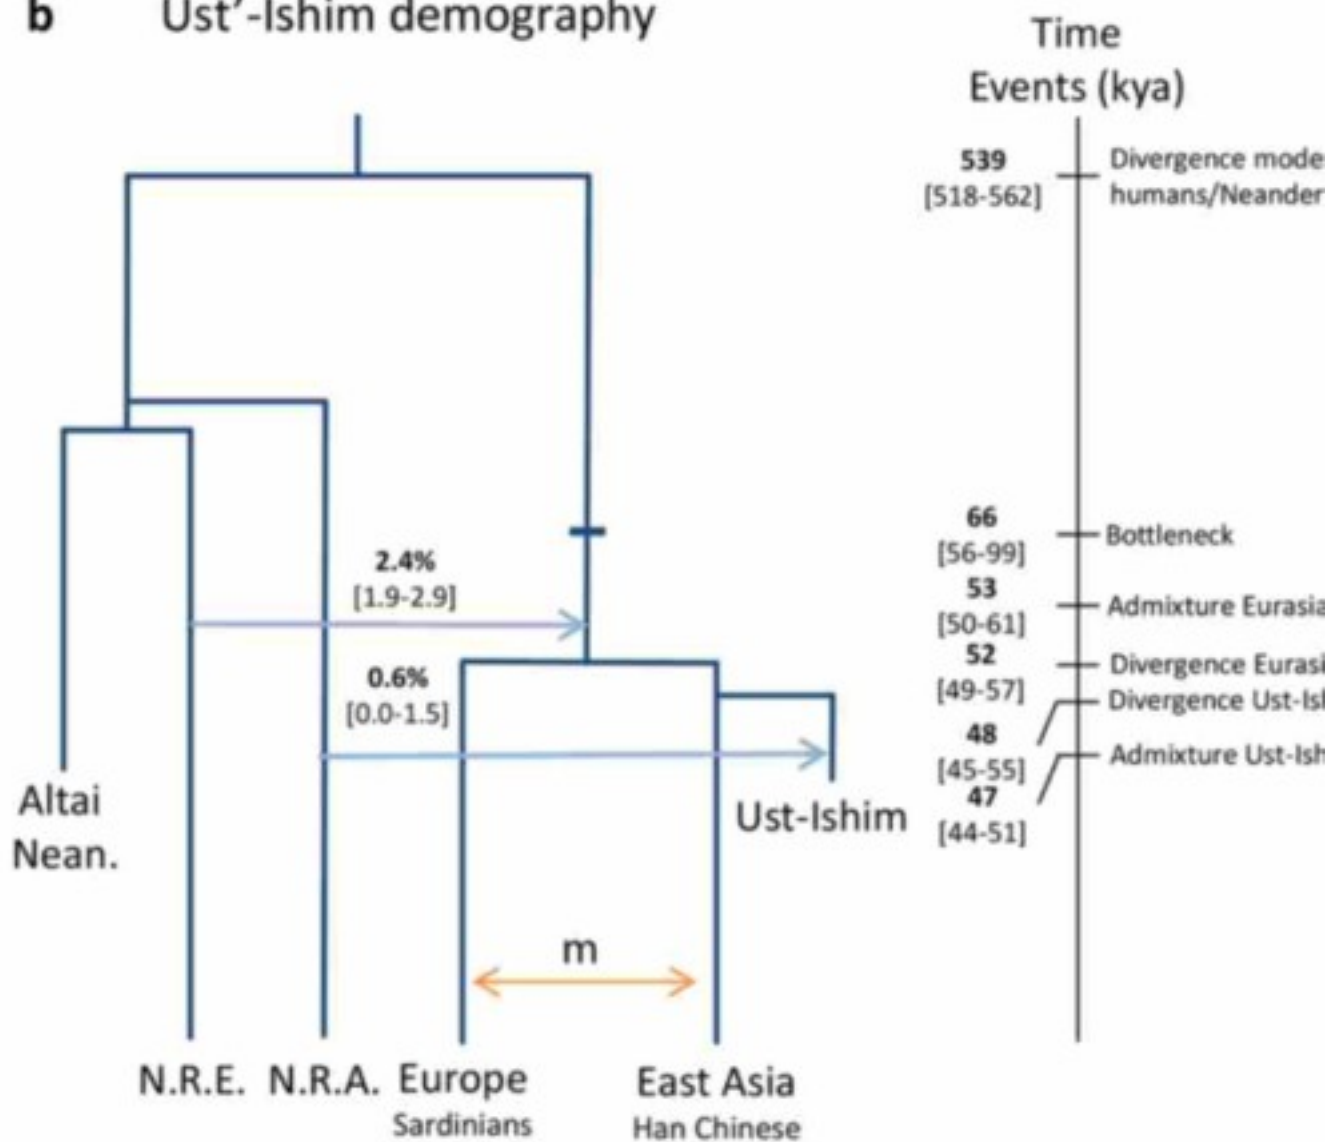 b Ust'-Ishim demography
Time
Events (kya)
539
[518-562]
Divergence mode
humans/Neander
66
[56-99]
Bottleneck
53
[50-61]
Admixture Eurasia
52
[49-57]
Divergence Eurasi
Divergence Ust-Is
48
[45-55]
Admixture Ust-Ish
47
[44-51]
2.4%
[1.9-2.9]
0.6%
[0.0-1.5]
Altai
Nean.
Ust-Ishim
m
N.R.E. N.R.A. Europe East Asia
Sardinians Han Chinese